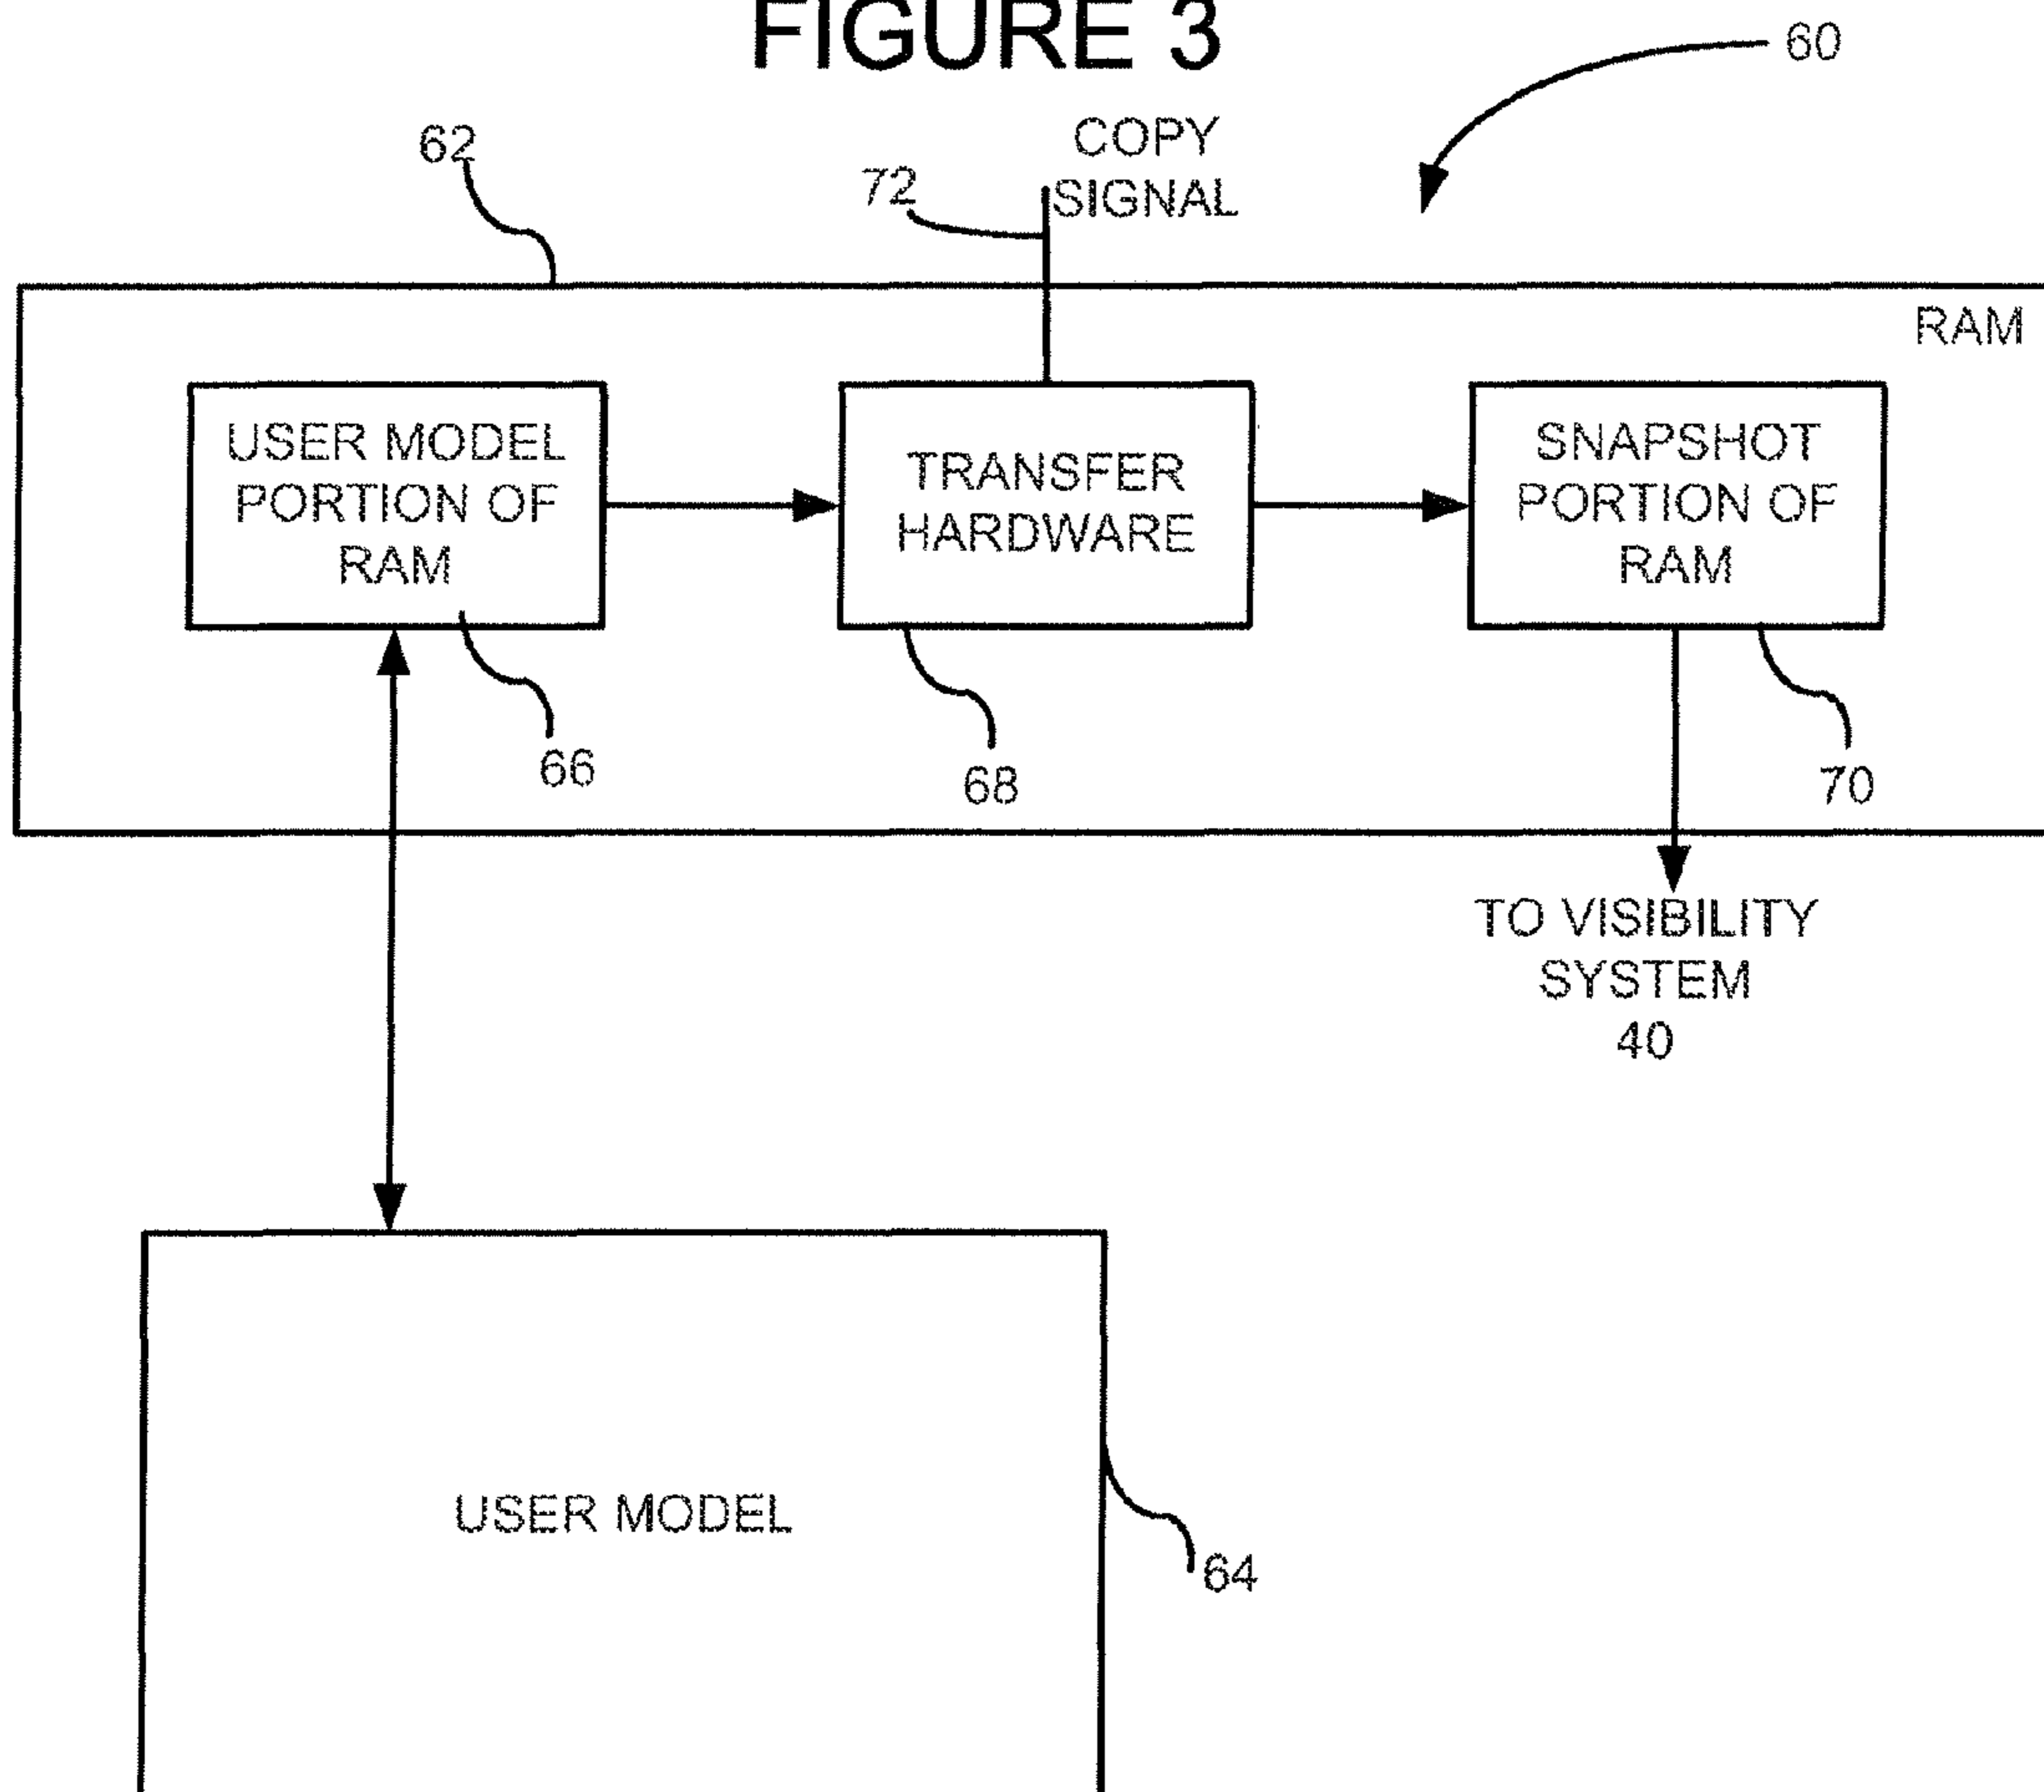 FIGURE 3
60
62
72
COPY
SIGNAL
RAM
USER MODEL
PORTION OF
RAM
TRANSFER
HARDWARE
SNAPSHOT
PORTION OF
RAM
66
68
70
TO VISIBILITY
SYSTEM
40
USER MODEL
64